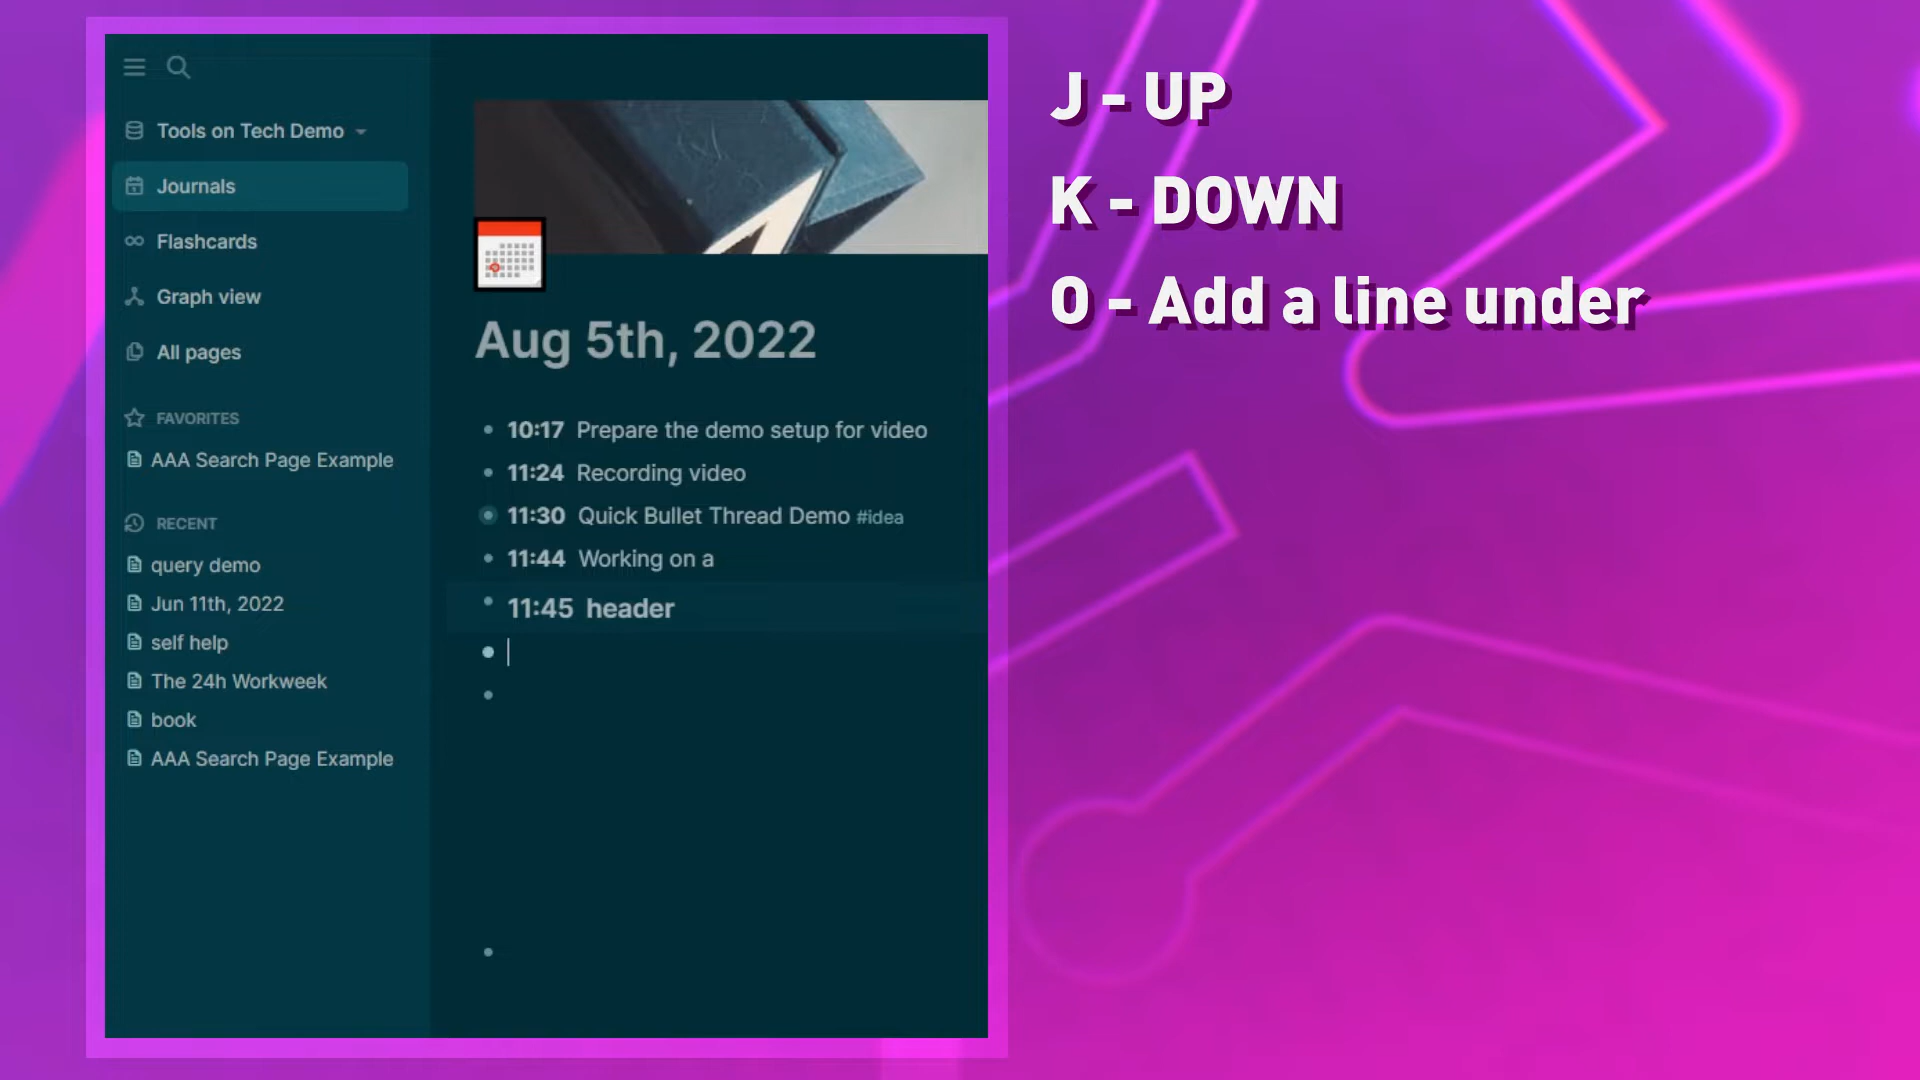 Tools on Tech Demo
Journals
Flashcards
Graph view
All pages
FAVORITES
AAA Search Page Example
RECENT
query demo
Jun 11th, 2022
self help
The 24h Workweek
book
AAA Search Page Example
Aug 5th, 2022
10:17 Prepare the demo setup for video
11:24 Recording video
11:30 Quick Bullet Thread Demo #idea
11:44 Working on a
11:45 header
J - UP
K - DOWN
O - Add a line under